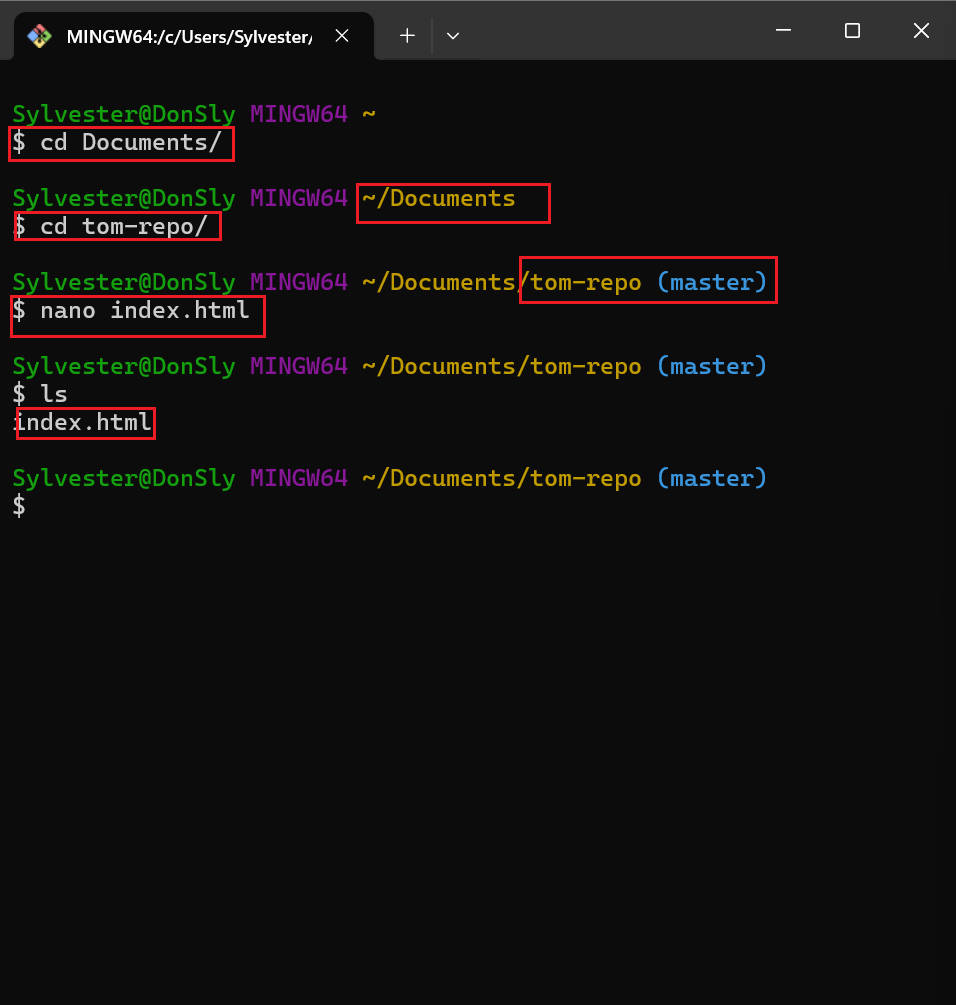 MINGW64:/c/Users/Sylvester/
Sylvester@DonSly MINGW64 ~
$ cd Documents/
Sylvester@DonSly MINGW64 ~/Documents
$ cd tom-repo/
Sylvester@DonSly MINGW64 ~/Documents/tom-repo (master)
$ nano index.html
Sylvester@DonSly MINGW64 ~/Documents/tom-repo (master)
$ ls
index.html
Sylvester@DonSly MINGW64 ~/Documents/tom-repo (master)
$